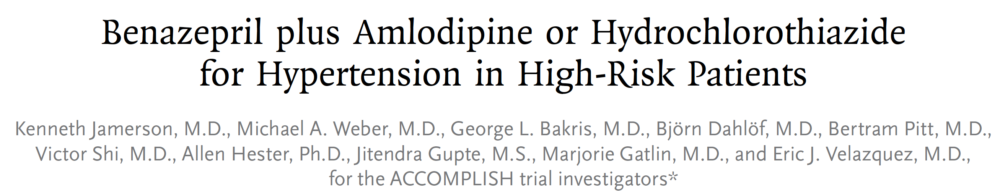 Benazepril plus Amlodipine or Hydrochlorothiazide
for Hypertension in High-Risk Patients
Kenneth Jamerson, M.D., Michael A. Weber, M.D., George L. Bakris, M.D., Björn Dahlöf, M.D., Bertram Pitt, M.D.,
Victor Shi, M.D., Allen Hester, Ph.D., Jitendra Gupte, M.S., Marjorie Gatlin, M.D., and Eric J. Velazquez, M.D.,
for the ACCOMPLISH trial investigators*